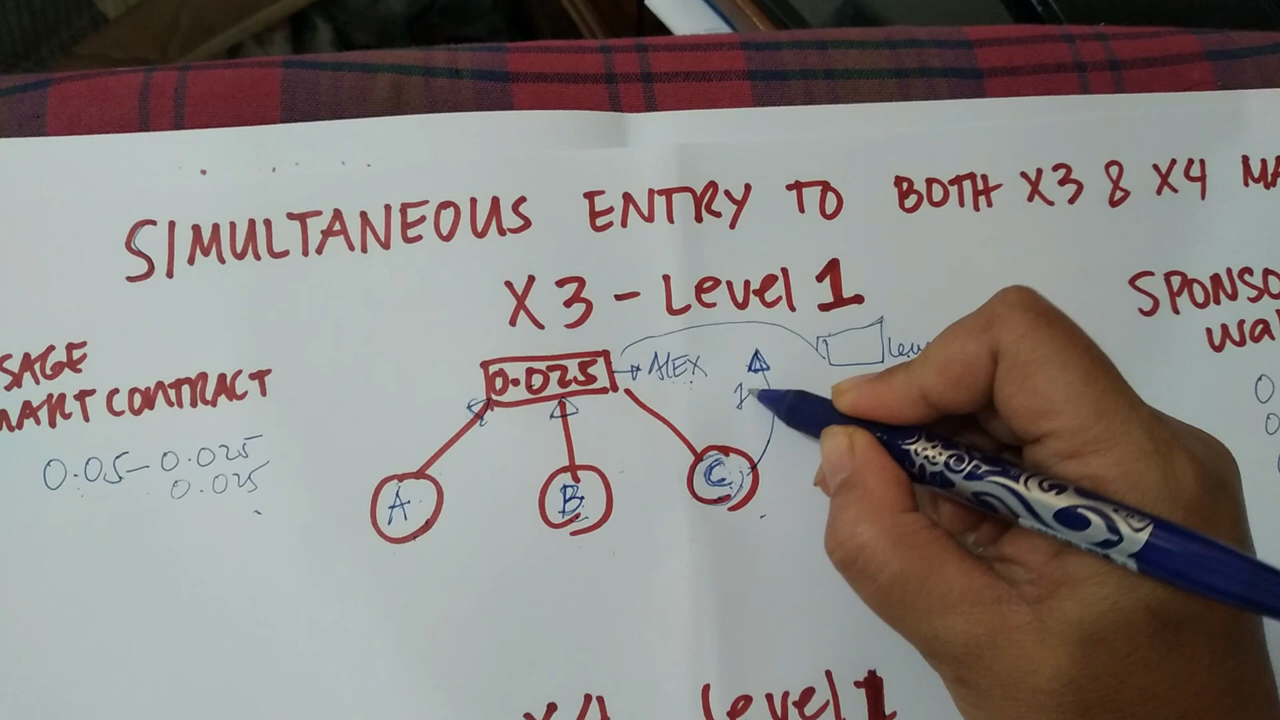 SIMULTANEOUS ENTRY TO BOTH X3 & X4
X3 - Level 1
SPONSO
Wa
SAGE
MART CONTRACT
0.05 - 0.025
0.025
0.025
ALEX
A
B
C
X4 Level 1